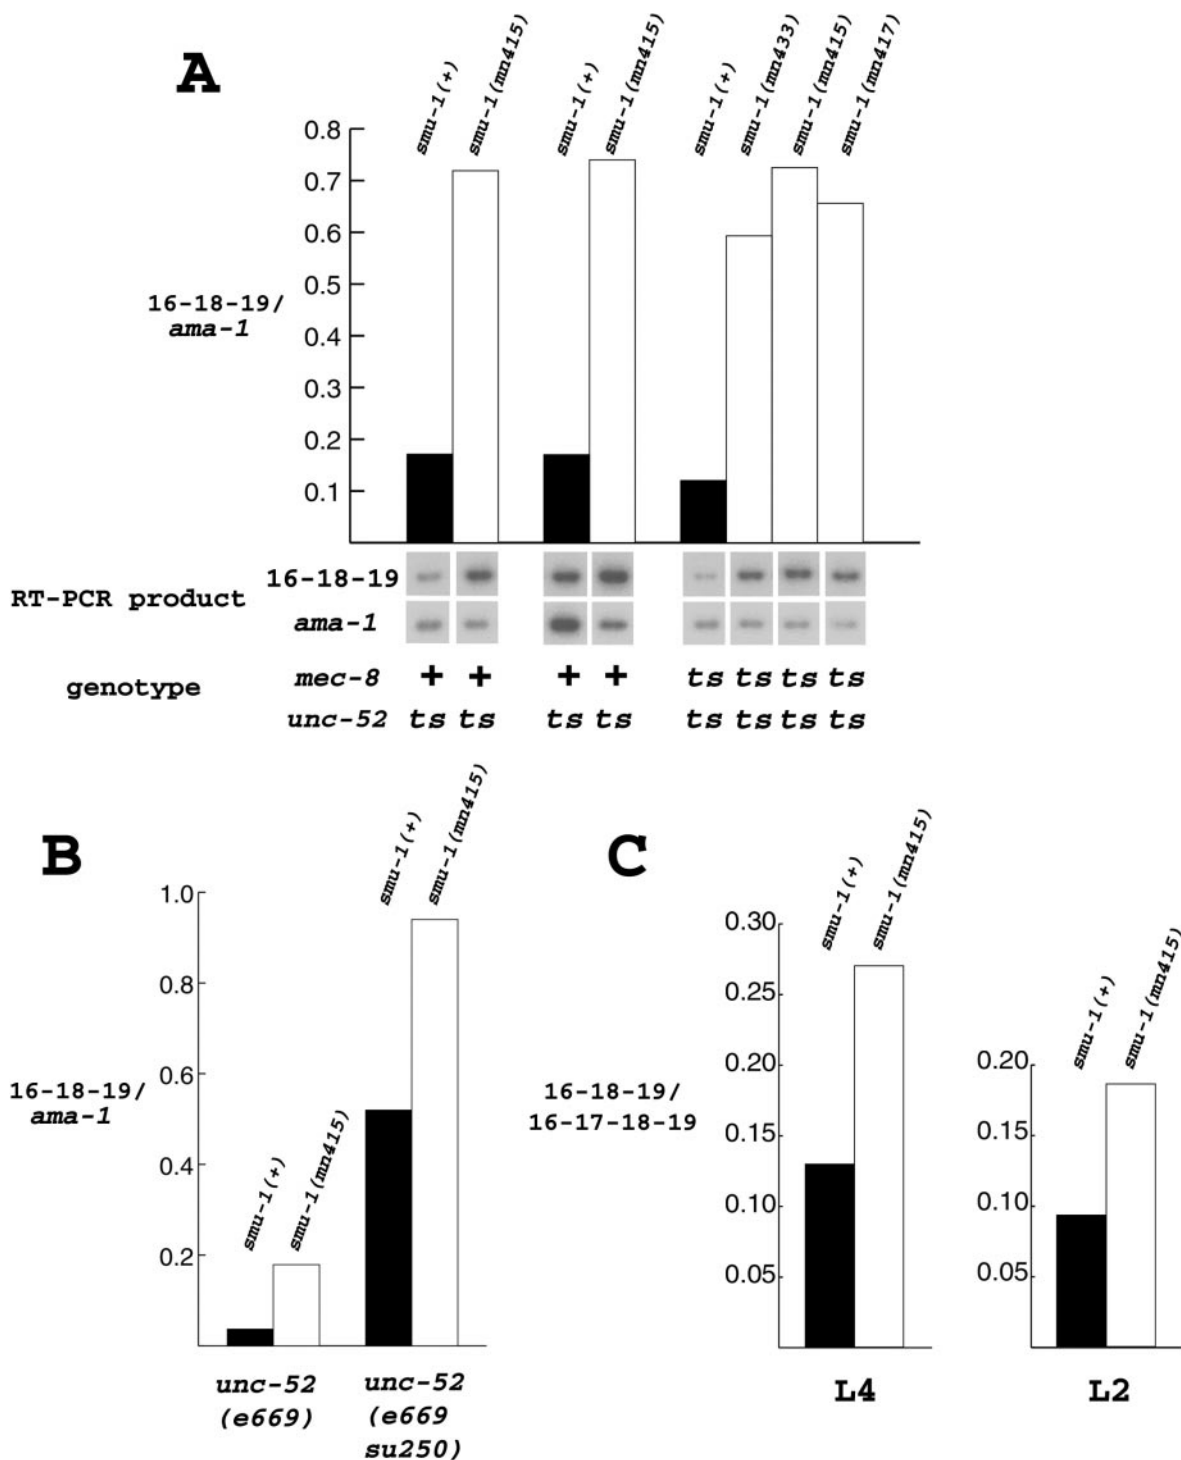 A
smu-1(+)
smu-1(mn415)
smu-1(+)
smu-1(mn415)
smu-1(+)
smu-1(mn433)
smu-1(mn415)
smu-1(mn417)
0.8
0.7
0.6
0.5
0.4
0.3
0.2
0.1
16-18-19/
ama-1
RT-PCR product
16-18-19
ama-1
genotype
mec-8 + + + + ts ts ts ts
unc-52 ts ts ts ts ts ts ts ts
B
smu-1(+)
smu-1(mn415)
smu-1(+)
smu-1(mn415)
1.0
0.8
0.6
0.4
0.2
16-18-19/
ama-1
unc-52
(e669)
unc-52
(e669
su250)
C
smu-1(+)
smu-1(mn415)
0.30
0.25
0.20
0.15
0.10
0.05
16-18-19/
16-17-18-19
L4
smu-1(+)
smu-1(mn415)
0.20
0.15
0.10
0.05
L2